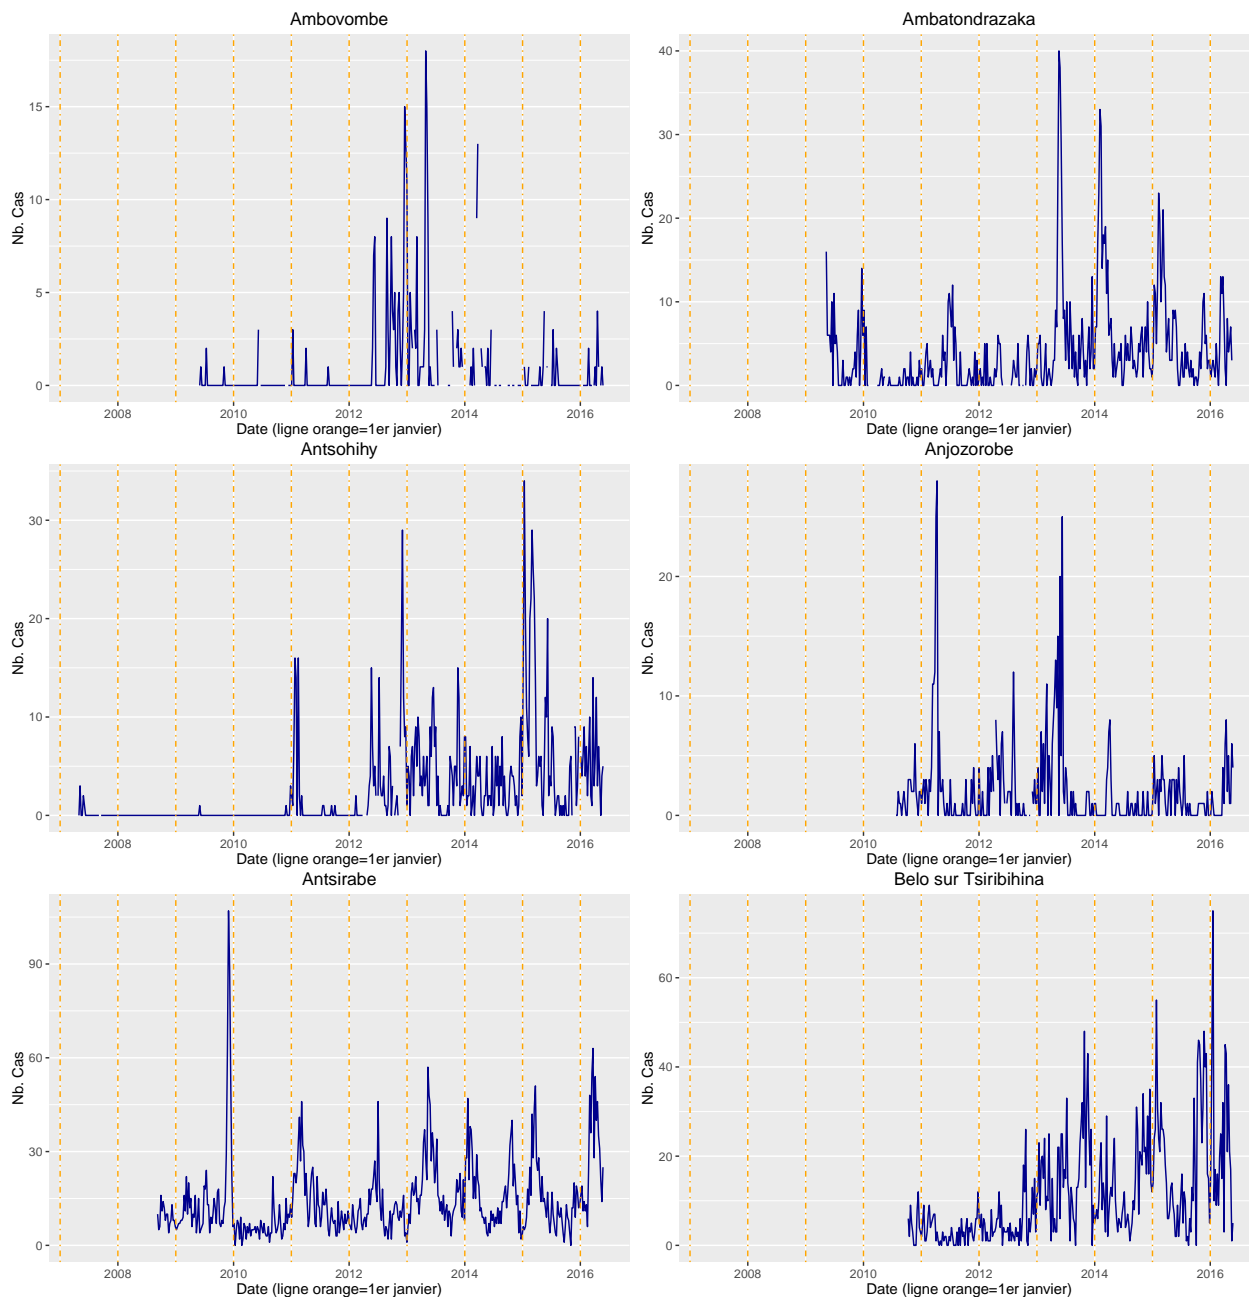 Ambovombe
Nb. Cas
15
10
5
0
2008 2010 2012 2014 2016
Date (ligne orange=1er janvier)
Ambatondrazaka
Nb. Cas
40
30
20
10
0
2008 2010 2012 2014 2016
Date (ligne orange=1er janvier)
Antsohihy
Nb. Cas
30
20
10
0
2008 2010 2012 2014 2016
Date (ligne orange=1er janvier)
Anjozorobe
Nb. Cas
20
10
0
2008 2010 2012 2014 2016
Date (ligne orange=1er janvier)
Antsirabe
Nb. Cas
90
60
30
0
2008 2010 2012 2014 2016
Date (ligne orange=1er janvier)
Belo sur Tsiribihina
Nb. Cas
60
40
20
0
2008 2010 2012 2014 2016
Date (ligne orange=1er janvier)